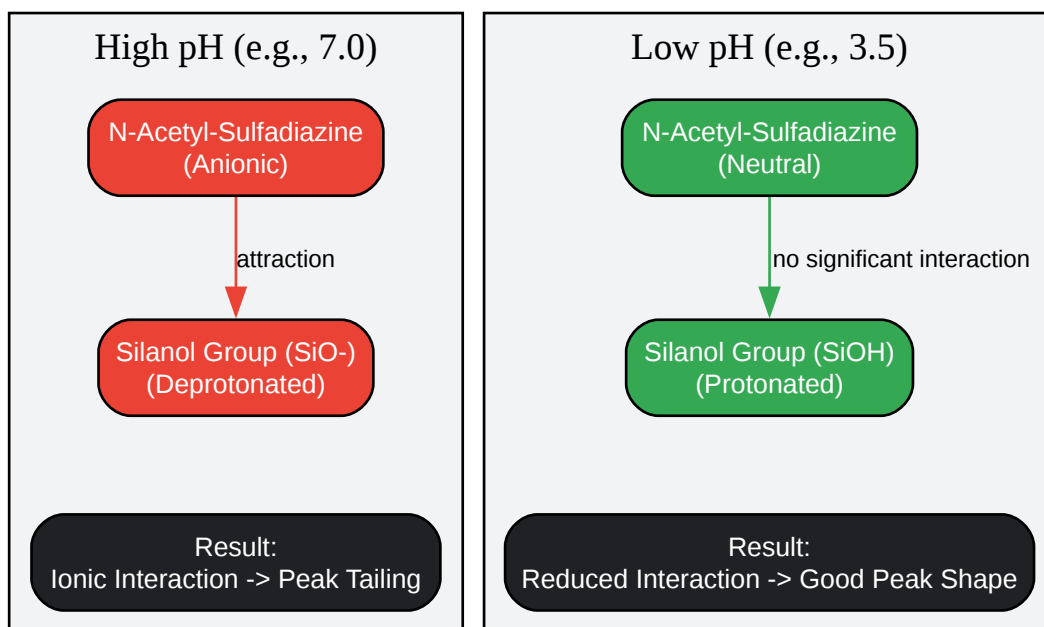 High pH (e.g., 7.0)
N-Acetyl-Sulfadiazine
(Anionic)
attraction
Silanol Group (SiO-)
(Deprotonated)
Result:
Ionic Interaction -> Peak Tailing
Low pH (e.g., 3.5)
N-Acetyl-Sulfadiazine
(Neutral)
no significant interaction
Silanol Group (SiOH)
(Protonated)
Result:
Reduced Interaction -> Good Peak Shape